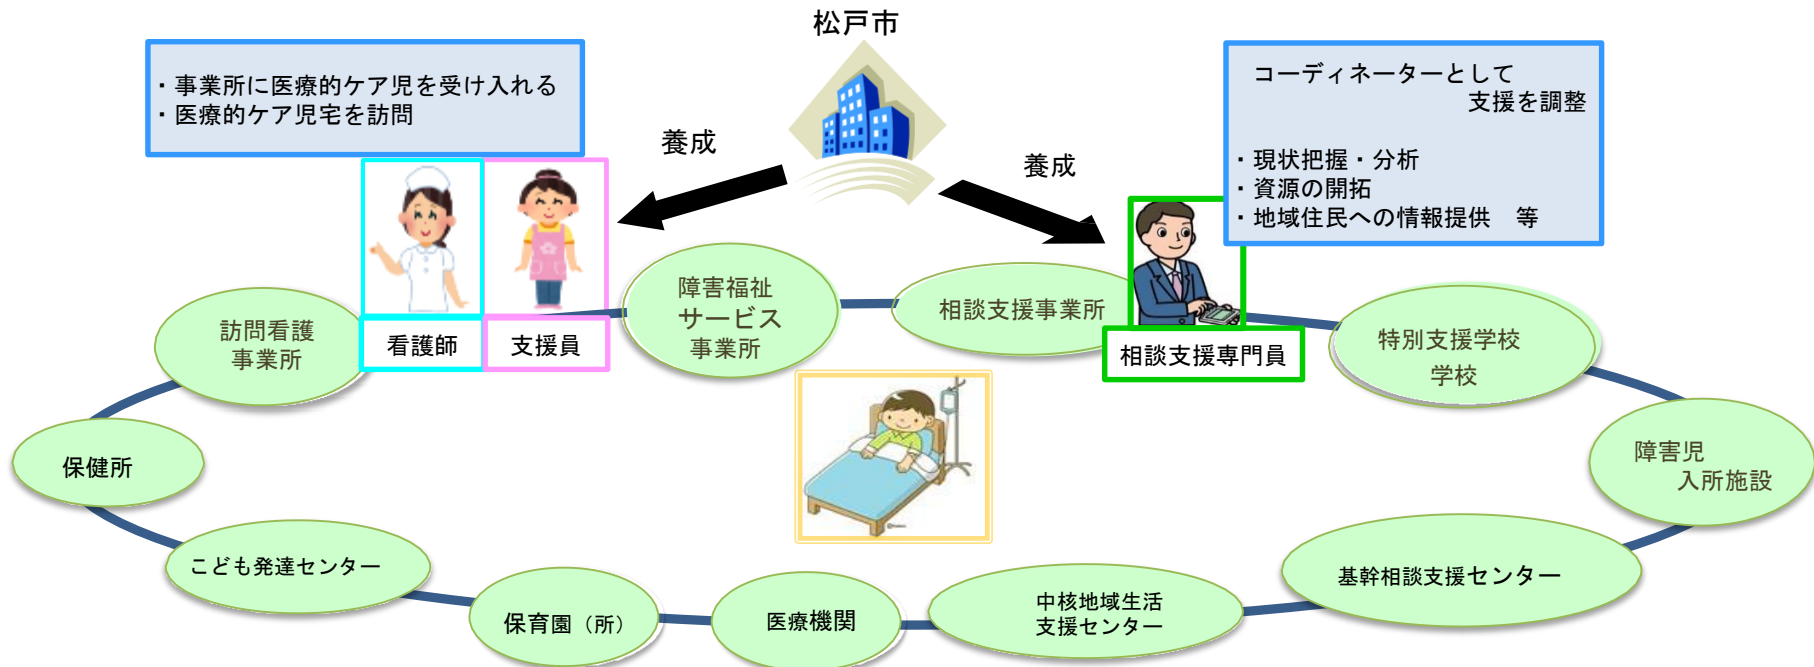 松戸市
・事業所に医療的ケア児を受け入れる
・医療的ケア児宅を訪問
コーディネーターとして
支援を調整
・現状把握・分析
・資源の開拓
・地域住民への情報提供　等
養成
養成
訪問看護
事業所
看護師
支援員
障害福祉
サービス
事業所
相談支援事業所
相談支援専門員
特別支援学校
学校
保健所
障害児
入所施設
こども発達センター
保育園（所）
医療機関
中核地域生活
支援センター
基幹相談支援センター